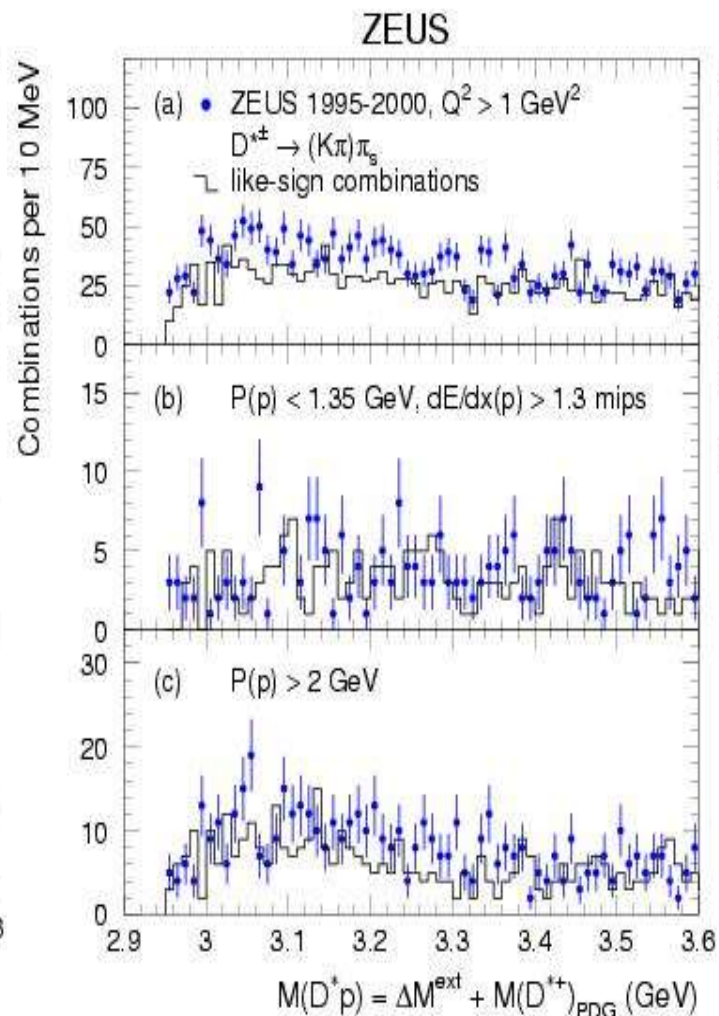 ZEUS
Combinations per 10 MeV
(a) ZEUS 1995-2000, Q² > 1 GeV²
D*± → (Kπ)πₛ
like-sign combinations
100
75
50
25
0
(b) P(p) < 1.35 GeV, dE/dx(p) > 1.3 mips
15
10
5
0
(c) P(p) > 2 GeV
30
20
10
0
2.9 3 3.1 3.2 3.3 3.4 3.5 3.6
M(D*p) = ΔM^ext + M(D*+)_PDG (GeV)